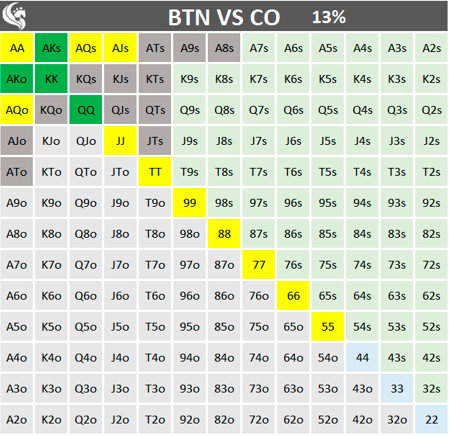 BTN VS CO 13%
AA AKs AQs AJs ATs A9s A8s A7s A6s A5s A4s A3s A2s
AKo KK KQs KJs KTs K9s K8s K7s K6s K5s K4s K3s K2s
AQo KQo QQ QJs QTs Q9s Q8s Q7s Q6s Q5s Q4s Q3s Q2s
AJo KJo QJo JJ JTs J9s J8s J7s J6s J5s J4s J3s J2s
ATo KTo QTo JTo TT T9s T8s T7s T6s T5s T4s T3s T2s
A9o K9o Q9o J9o T9o 99 98s 97s 96s 95s 94s 93s 92s
A8o K8o Q8o J8o T8o 98o 88 87s 86s 85s 84s 83s 82s
A7o K7o Q7o J7o T7o 97o 87o 77 76s 75s 74s 73s 72s
A6o K6o Q6o J6o T6o 96o 86o 76o 66 65s 64s 63s 62s
A5o K5o Q5o J5o T5o 95o 85o 75o 65o 55 54s 53s 52s
A4o K4o Q4o J4o T4o 94o 84o 74o 64o 54o 44 43s 42s
A3o K3o Q3o J3o T3o 93o 83o 73o 63o 53o 43o 33 32s
A2o K2o Q2o J2o T2o 92o 82o 72o 62o 52o 42o 32o 22